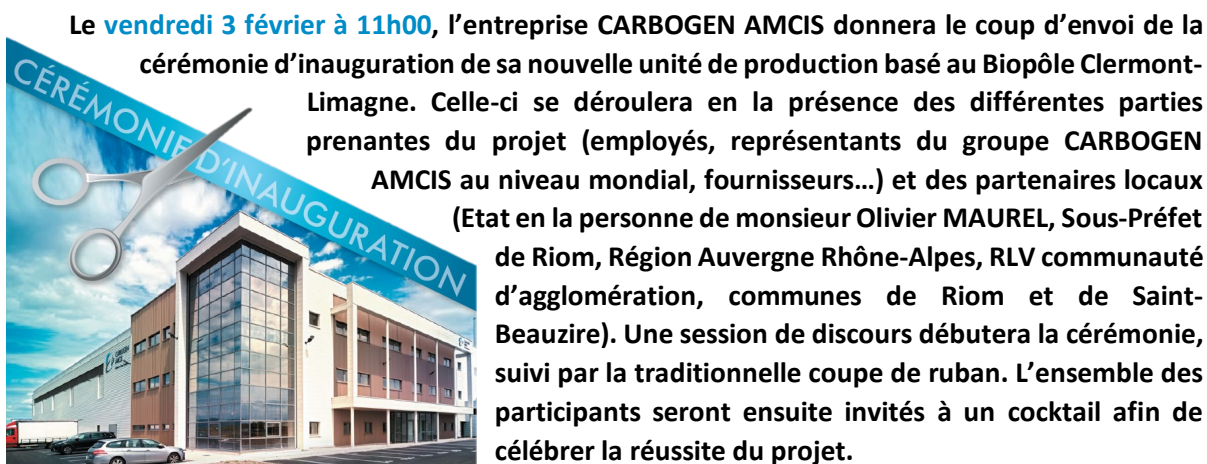 Le vendredi 3 février à 11h00, l’entreprise CARBOGEN AMCIS donnera le coup d’envoi de la
cérémonie d’inauguration de sa nouvelle unité de production basé au Biopôle Clermont-
Limagne. Celle-ci se déroulera en la présence des différentes parties
prenantes du projet (employés, représentants du groupe CARBOGEN
AMCIS au niveau mondial, fournisseurs…) et des partenaires locaux
(Etat en la personne de monsieur Olivier MAUREL, Sous-Préfet
de Riom, Région Auvergne Rhône-Alpes, RLV communauté
d’agglomération, communes de Riom et de Saint-
Beauzire). Une session de discours débutera la cérémonie,
suivi par la traditionnelle coupe de ruban. L’ensemble des
participants seront ensuite invités à un cocktail afin de
célébrer la réussite du projet.
CÉRÉMONIE D'INAUGURATION
CARBOGEN
AMCIS